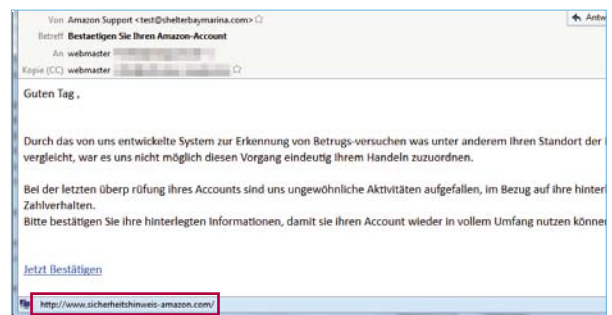 Von Amazon Support <test@shelterbaymarina.com>
Antw
Betreff Bestaetigen Sie Ihren Amazon-Account
An webmaster
Kopie (CC) webmaster
Guten Tag ,
Durch das von uns entwickelte System zur Erkennung von Betrugs-versuchen was unter anderem Ihren Standort der
vergleicht, war es uns nicht möglich diesen Vorgang eindeutig Ihrem Handeln zuzuordnen.
Bei der letzten überp rüfung ihres Accounts sind uns ungewöhnliche Aktivitäten aufgefallen, im Bezug auf ihre hinterl
Zahlverhalten.
Bitte bestätigen Sie ihre hinterlegten Informationen, damit sie ihren Account wieder in vollem Umfang nutzen könne
Jetzt Bestätigen
http://www.sicherheitshinweis-amazon.com/